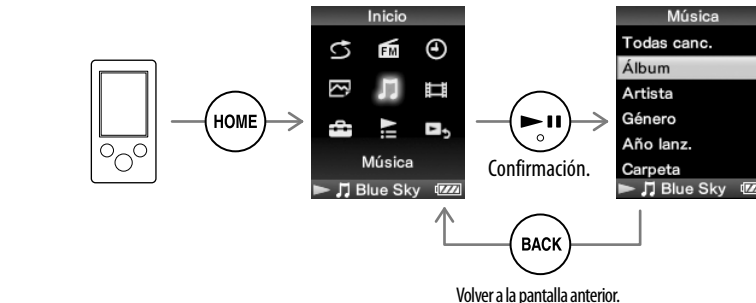 Inicio
FM
HOME
Música
Blue Sky
Confirmación.
Música
Todas canc.
Álbum
Artista
Género
Año lanz.
Carpeta
Blue Sky
BACK
Volver a la pantalla anterior.